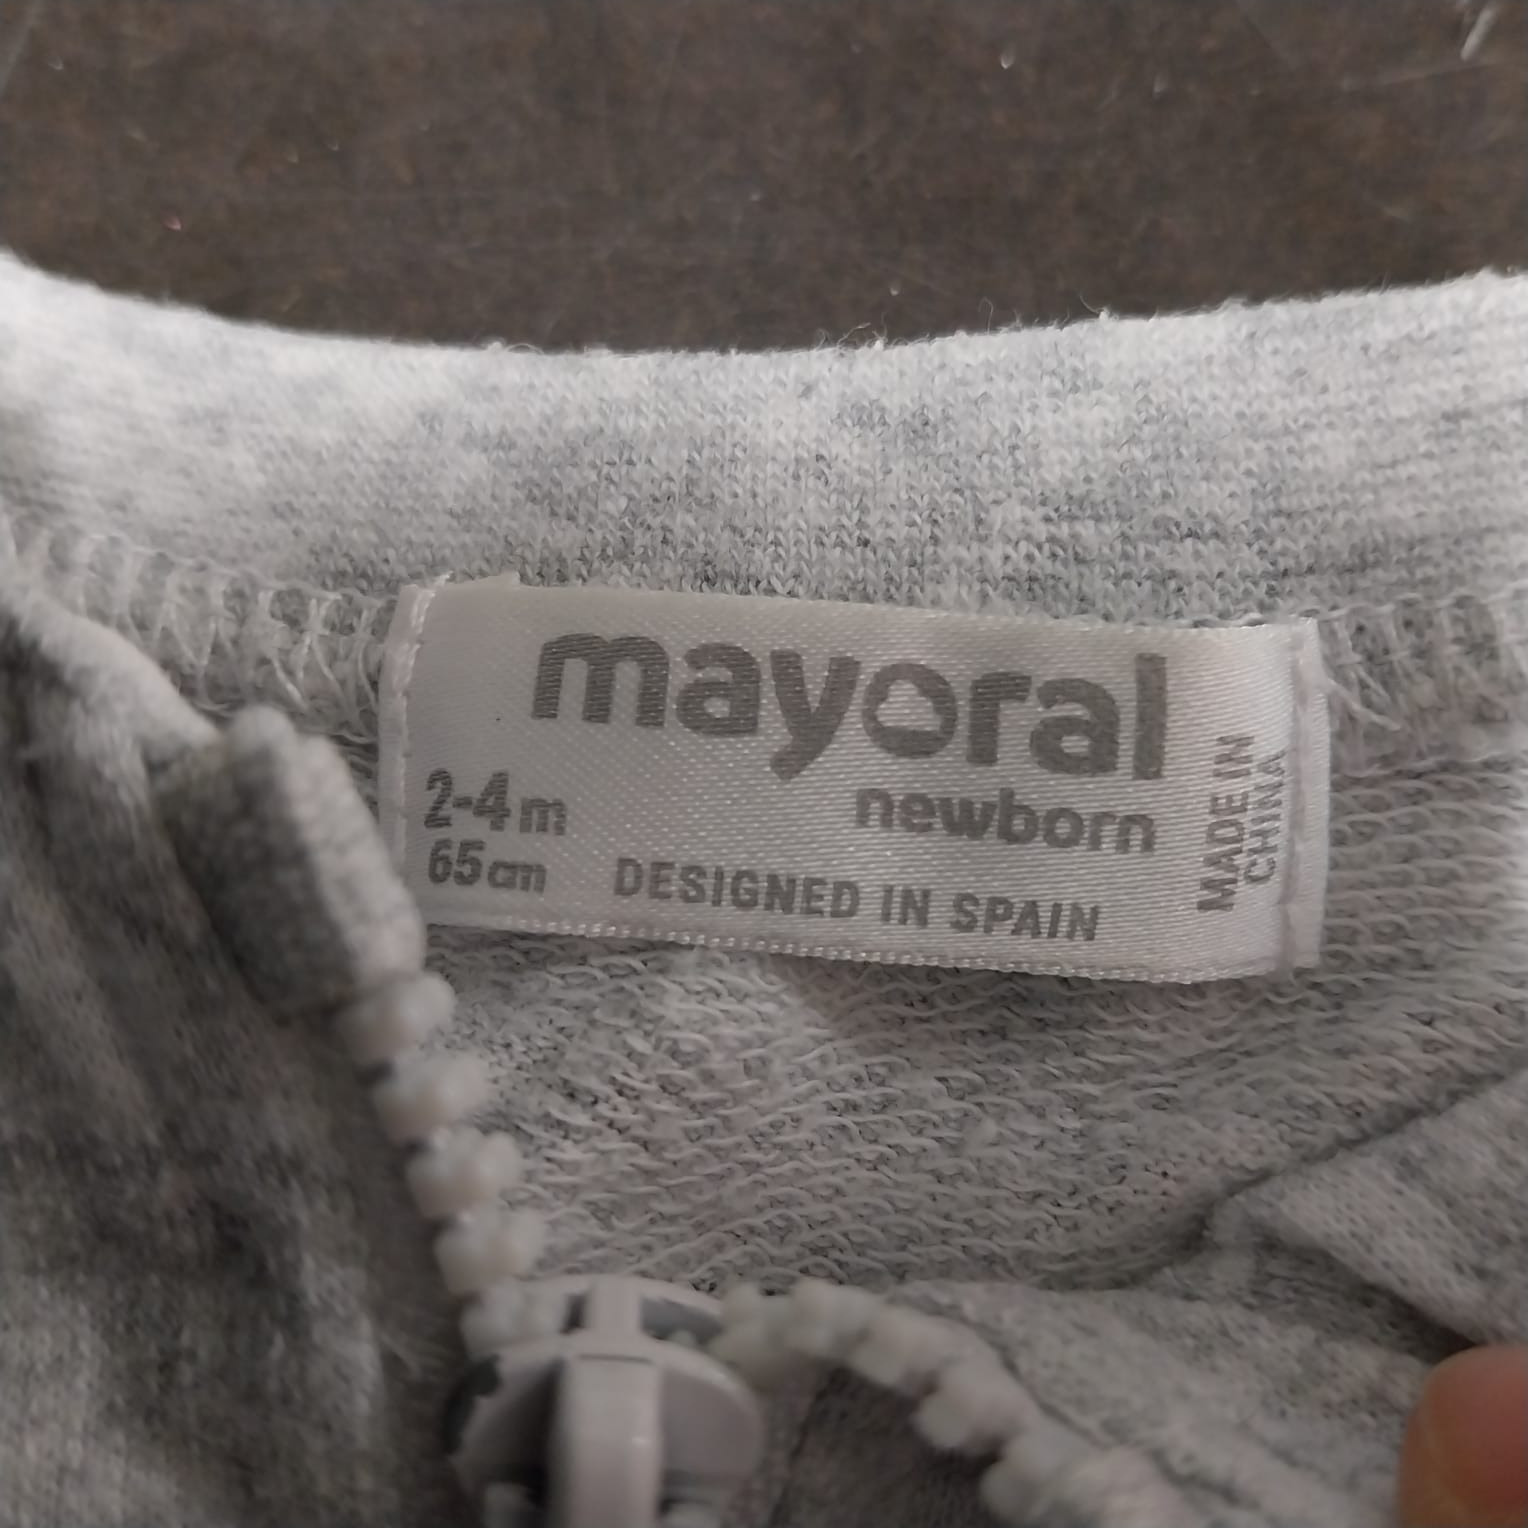 mayoral
newborn
2-4m
65cm
DESIGNED IN SPAIN
MADE IN
CHINA